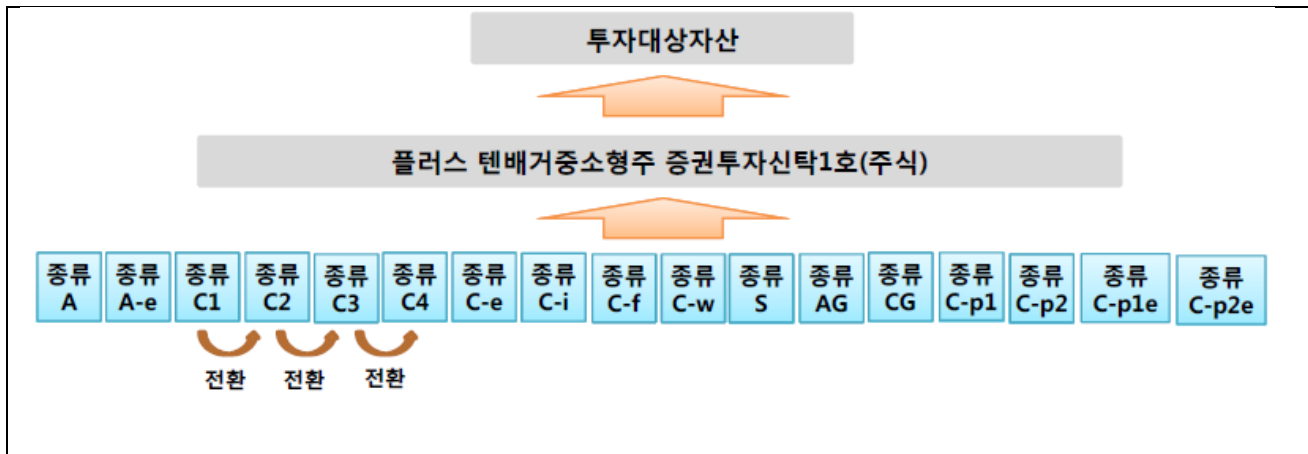 투자대상자산
플러스 텐배거중소형주 증권투자신탁1호(주식)
종류 종류 종류 종류 종류 종류 종류 종류 종류 종류 종류 종류 종류 종류 종류 종류 종류
A A-e C1 C2 C3 C4 C-e C-i C-f C-w S AG CG C-p1 C-p2 C-p1e C-p2e
전환 전환 전환